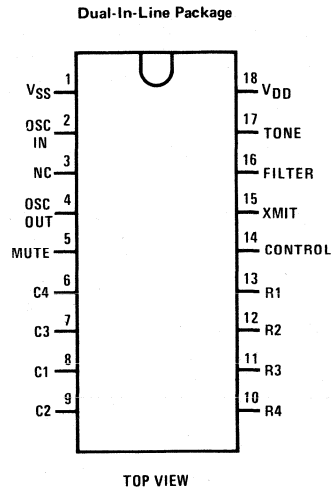 Dual-In-Line Package
VSS 1
18 VDD
OSC IN 2
17 TONE
NC 3
16 FILTER
OSC OUT 4
15 XMIT
MUTE 5
14 CONTROL
C4 6
13 R1
C3 7
12 R2
C1 8
11 R3
C2 9
10 R4
TOP VIEW